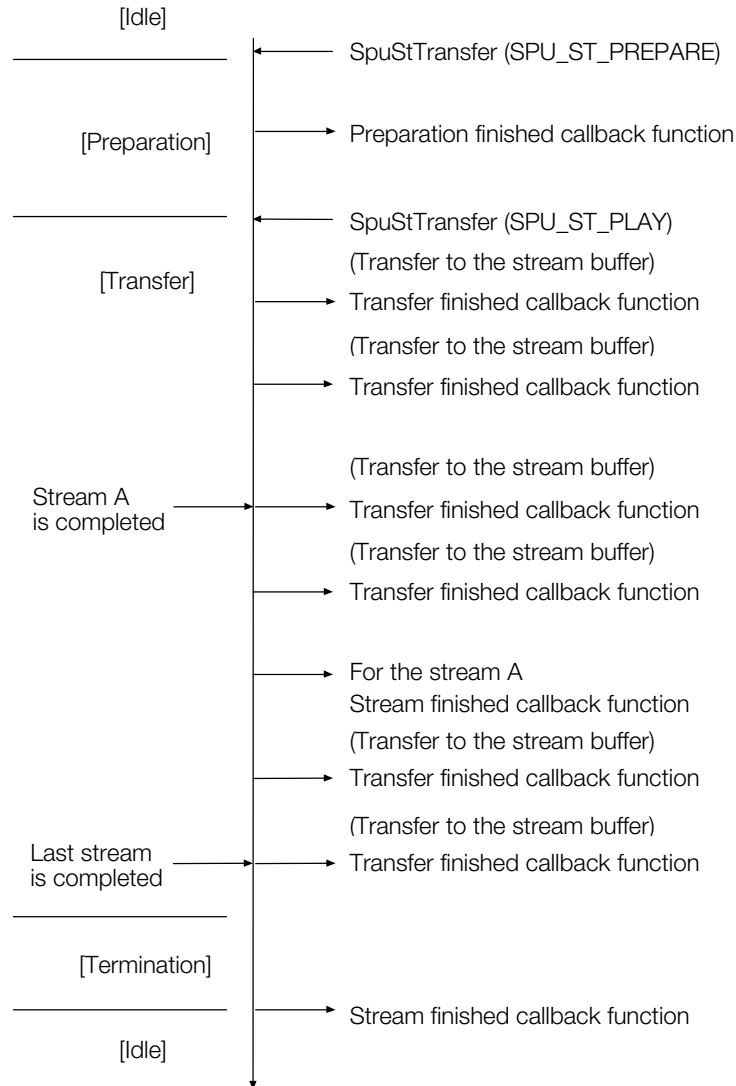 [Idle]
SpuStTransfer (SPU_ST_PREPARE)
[Preparation]
Preparation finished callback function
SpuStTransfer (SPU_ST_PLAY)
(Transfer to the stream buffer)
[Transfer]
Transfer finished callback function
(Transfer to the stream buffer)
Transfer finished callback function
(Transfer to the stream buffer)
Stream A
is completed
Transfer finished callback function
(Transfer to the stream buffer)
Transfer finished callback function
For the stream A
Stream finished callback function
(Transfer to the stream buffer)
Transfer finished callback function
(Transfer to the stream buffer)
Last stream
is completed
Transfer finished callback function
[Termination]
Stream finished callback function
[Idle]